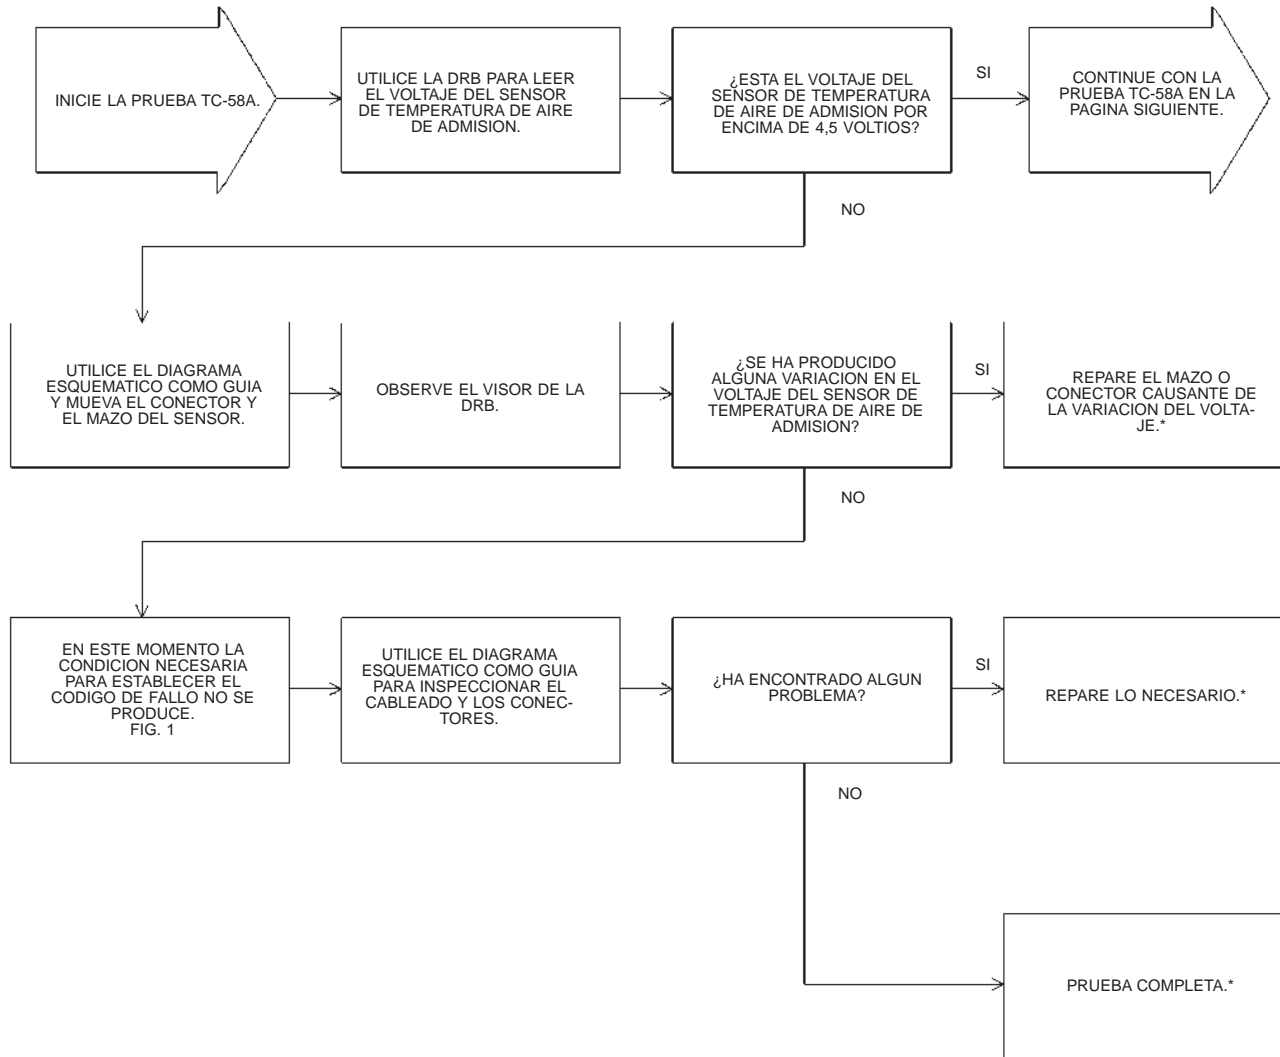 INICIE LA PRUEBA TC-58A.
UTILICE LA DRB PARA LEER
EL VOLTAJE DEL SENSOR
DE TEMPERATURA DE AIRE
DE ADMISION.
¿ESTA EL VOLTAJE DEL
SENSOR DE TEMPERATURA
DE AIRE DE ADMISION POR
ENCIMA DE 4,5 VOLTIOS?
SI
CONTINUE CON LA
PRUEBA TC-58A EN LA
PAGINA SIGUIENTE.
NO
UTILICE EL DIAGRAMA
ESQUEMATICO COMO GUIA
Y MUEVA EL CONECTOR Y
EL MAZO DEL SENSOR.
OBSERVE EL VISOR DE LA
DRB.
¿SE HA PRODUCIDO
ALGUNA VARIACION EN EL
VOLTAJE DEL SENSOR DE
TEMPERATURA DE AIRE DE
ADMISION?
SI
REPARE EL MAZO O
CONECTOR CAUSANTE DE
LA VARIACION DEL VOLTA-
JE.*
NO
EN ESTE MOMENTO LA
CONDICION NECESARIA
PARA ESTABLECER EL
CODIGO DE FALLO NO SE
PRODUCE.
FIG. 1
UTILICE EL DIAGRAMA
ESQUEMATICO COMO GUIA
PARA INSPECCIONAR EL
CABLEADO Y LOS CONEC-
TORES.
¿HA ENCONTRADO ALGUN
PROBLEMA?
SI
REPARE LO NECESARIO.*
NO
PRUEBA COMPLETA.*